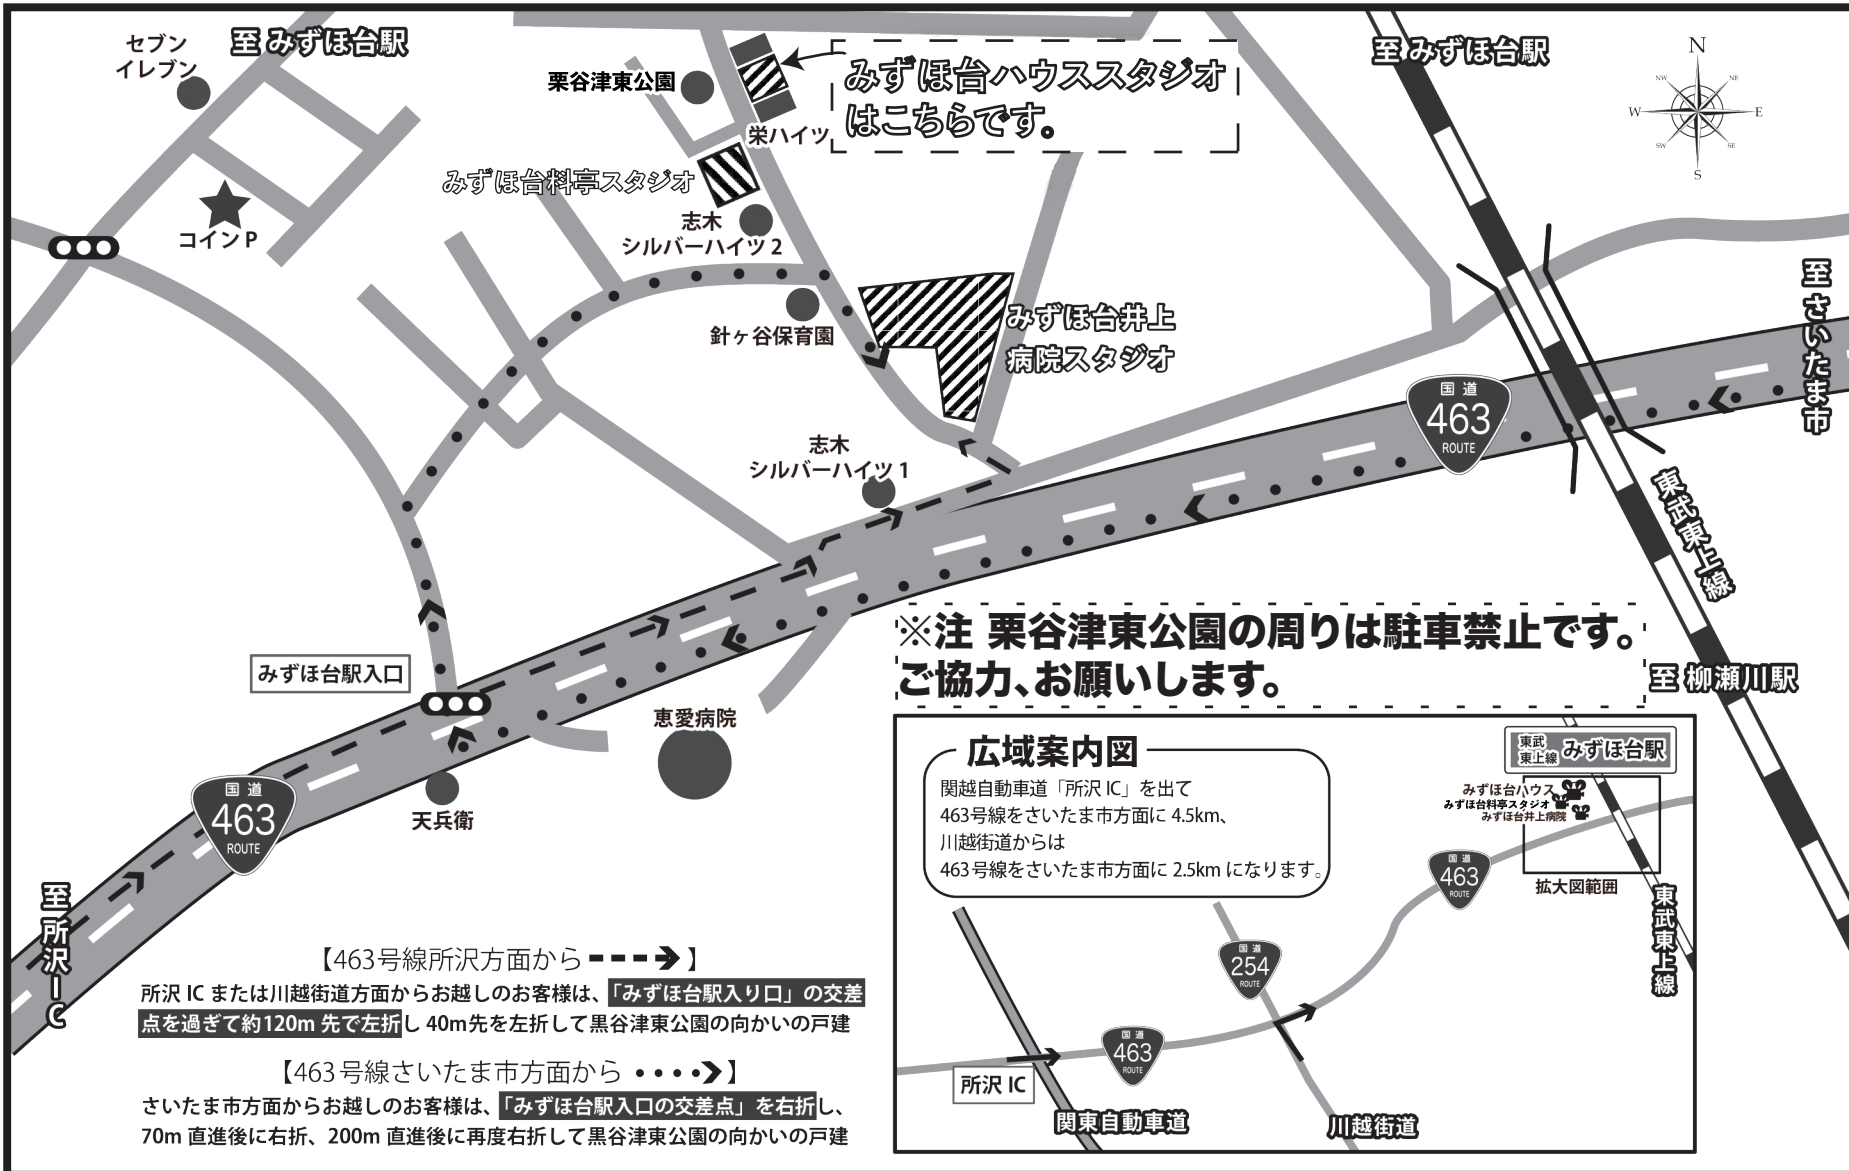 セブン
イレブン
至 みずほ台駅
栗谷津東公園
みずほ台ハウススタジオ
はこちらです。
栄ハイツ
至 みずほ台駅
N
NW
NE
W
E
SW
SE
S
みずほ台料亭スタジオ
コインP
志木
シルバーハイツ2
針ヶ谷保育園
みずほ台井上
病院スタジオ
至さいたま市
国道
463
ROUTE
志木
シルバーハイツ1
東武東上線
※注 栗谷津東公園の周りは駐車禁止です。
ご協力、お願いします。
至 柳瀬川駅
みずほ台駅入口
恵愛病院
天兵衛
国道
463
ROUTE
至所沢IC
【463号線所沢方面から】
所沢 IC または川越街道方面からお越しのお客様は、「みずほ台駅入り口」の交差
点を過ぎて約120m 先で左折し 40m先を左折して黒谷津東公園の向かいの戸建
【463号線さいたま市方面から】
さいたま市方面からお越しのお客様は、「みずほ台駅入口の交差点」を右折し、
70m 直進後に右折、200m 直進後に再度右折して黒谷津東公園の向かいの戸建
広域案内図
関越自動車道「所沢 IC」を出て
463号線をさいたま市方面に 4.5km、
川越街道からは
463号線をさいたま市方面に 2.5km になります。
東武
東上線
みずほ台駅
みずほ台ハウス
みずほ台料亭スタジオ
みずほ台井上病院
拡大図範囲
国道
463
ROUTE
東武東上線
国道
254
ROUTE
国道
463
ROUTE
所沢 IC
関東自動車道
川越街道